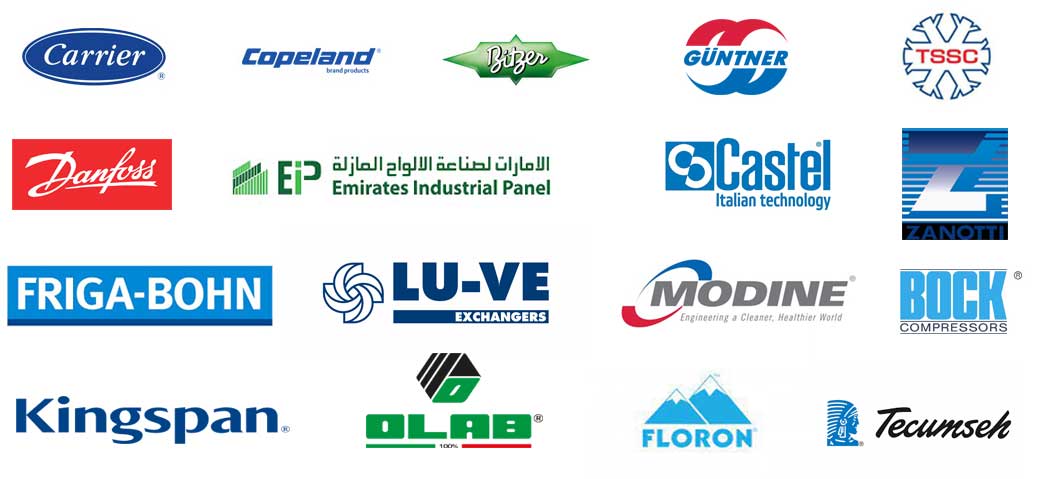 Carrier ®
Copeland®
brand products
Bitzer
GÜNTNER
TSSC
Danfoss
EiP
الامارات لصناعة الالواح العازلة
Emirates Industrial Panel
Castel®
Italian technology
ZANOTTI
FRIGA-BOHN
LU-VE
EXCHANGERS
MODINE®
Engineering a Cleaner, Healthier World
BOCK ®
COMPRESSORS
Kingspan®
OLAB®
100%
FLORON®
Tecumseh